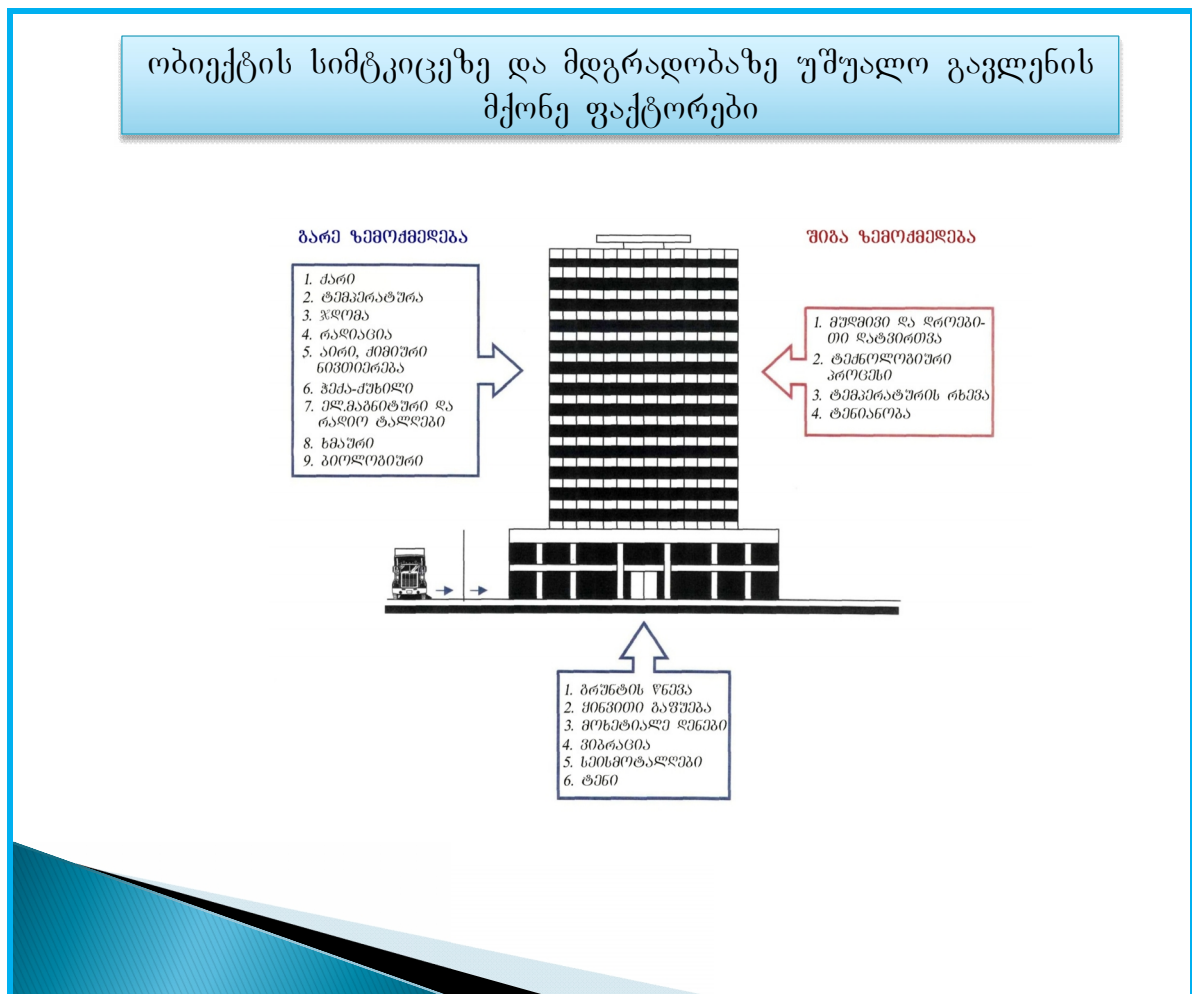 ობიექტის სიმტკიცეზე და მდგრადობაზე უშუალო გავლენის
მქონე ფაქტორები
გარე ზემოქმედება
1. ქარი
2. ტემპერატურა
3. ჯდომა
4. რადიაცია
5. აირი, ქიმიური
ნივთიერება
6. ჭექა-ქუხილი
7. ელ.მაგნიტური და
რადიო ტალღები
8. ხმაური
9. ბიოლოგიური
შიგა ზემოქმედება
1. მუდმივი და დროები-
თი დატვირთვა
2. ტექნოლოგიური
პროცესი
3. ტემპერატურის რხევა
4. ტენიანობა
1. გრუნტის წნევა
2. ყინვითი გაფუება
3. მოხეტიალე დენები
4. ვიბრაცია
5. სეისმოტალღები
6. ტენი